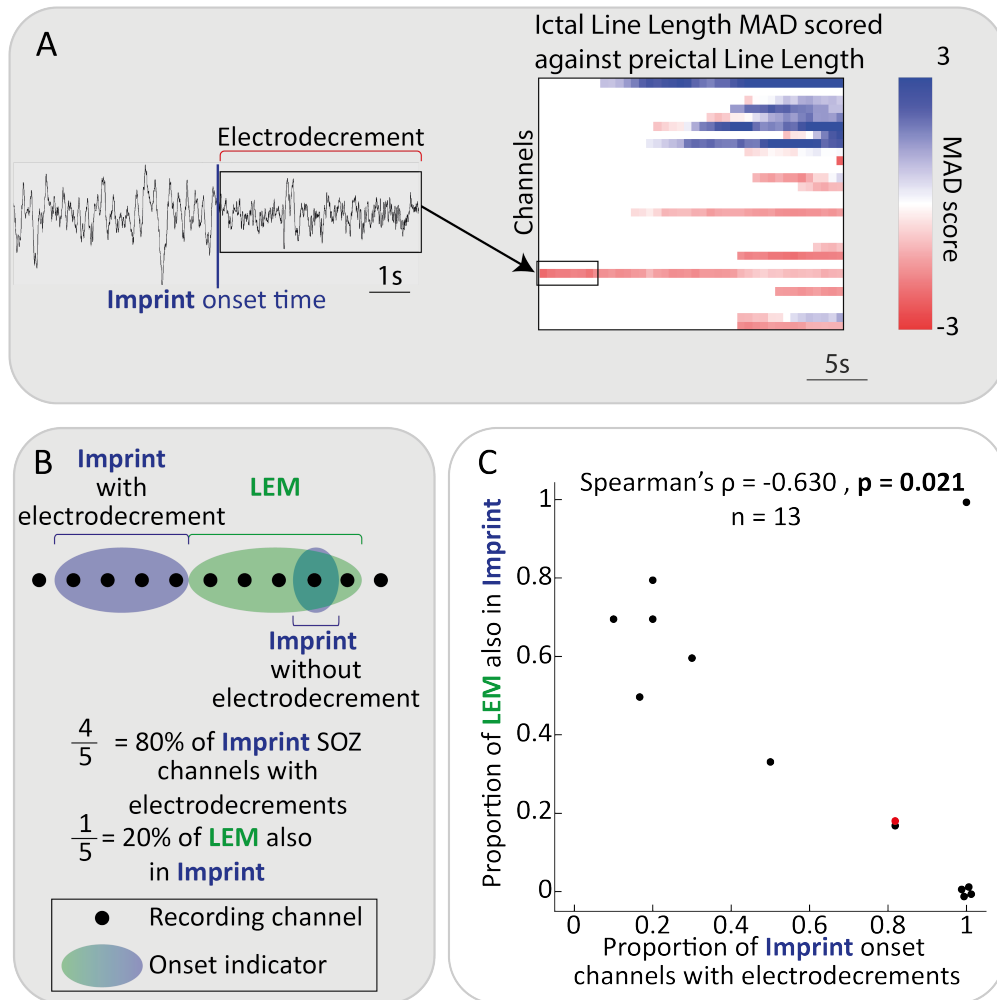 A
Ictal Line Length MAD scored
against preictal Line Length
3
Electrodecrement
Channels
MAD score
1s
Imprint onset time
-3
5s
B
Imprint
with
electrodecrement
LEM
Imprint
without
electrodecrement
4
5
= 80% of Imprint SOZ
channels with
electrodecrements
1
5
= 20% of LEM also
in Imprint
Recording channel
Onset indicator
C
Spearman's ρ = -0.630 , p = 0.021
n = 13
Proportion of LEM also in Imprint
1
0.8
0.6
0.4
0.2
0
0
0.2
0.4
0.6
0.8
1
Proportion of Imprint onset
channels with electrodecrements